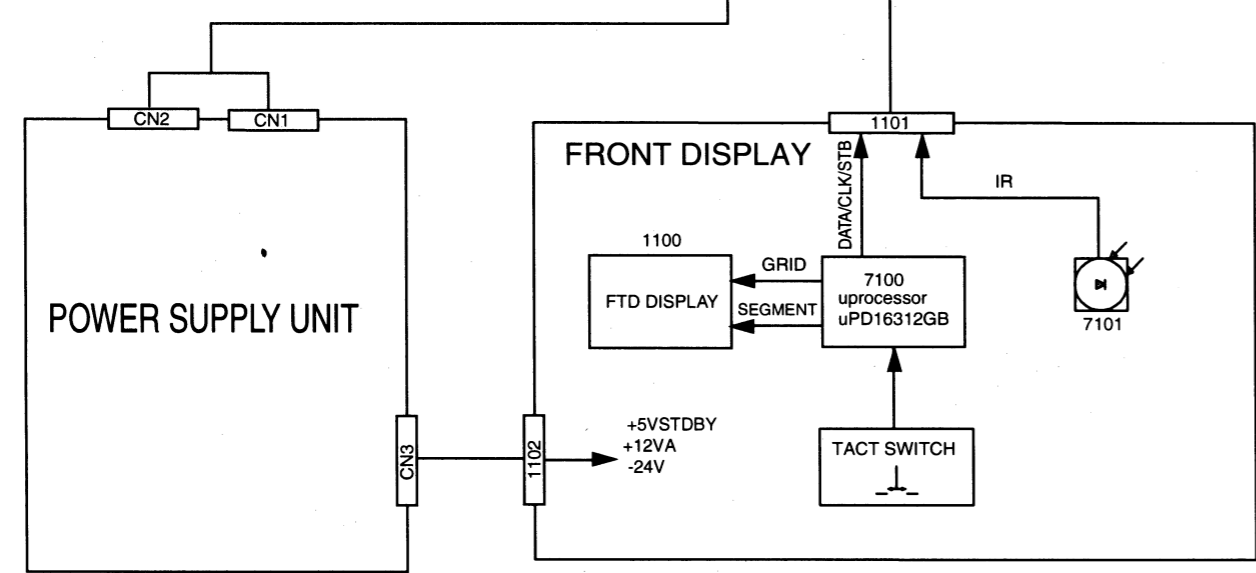 CN2
CN1
1101
FRONT DISPLAY
DATA/CLK/STB
IR
1100
GRID
7100
uprocessor
uPD16312GB
FTD DISPLAY
SEGMENT
POWER SUPPLY UNIT
7101
CN3
1102
+5VSTDBY
+12VA
-24V
TACT SWITCH